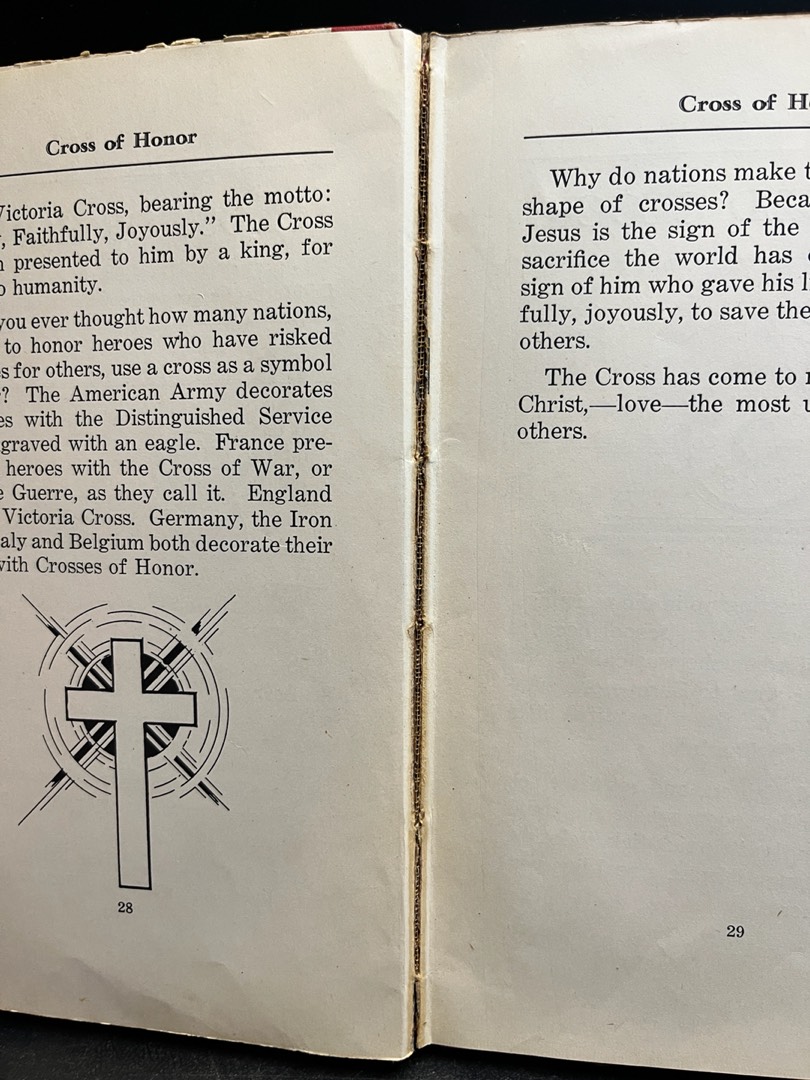 Cross of Honor
Victoria Cross, bearing the motto:
, Faithfully, Joyously.” The Cross
presented to him by a king, for
humanity.
you ever thought how many nations,
to honor heroes who have risked
for others, use a cross as a symbol
? The American Army decorates
with the Distinguished Service
graved with an eagle. France pre-
heroes with the Cross of War, or
Guerre, as they call it. England
Victoria Cross. Germany, the Iron
aly and Belgium both decorate their
with Crosses of Honor.
28
Cross of H
Why do nations make
shape of crosses? Beca
Jesus is the sign of the
sacrifice the world has
sign of him who gave his
fully, joyously, to save the
others.
The Cross has come to
Christ,—love—the most
others.
29